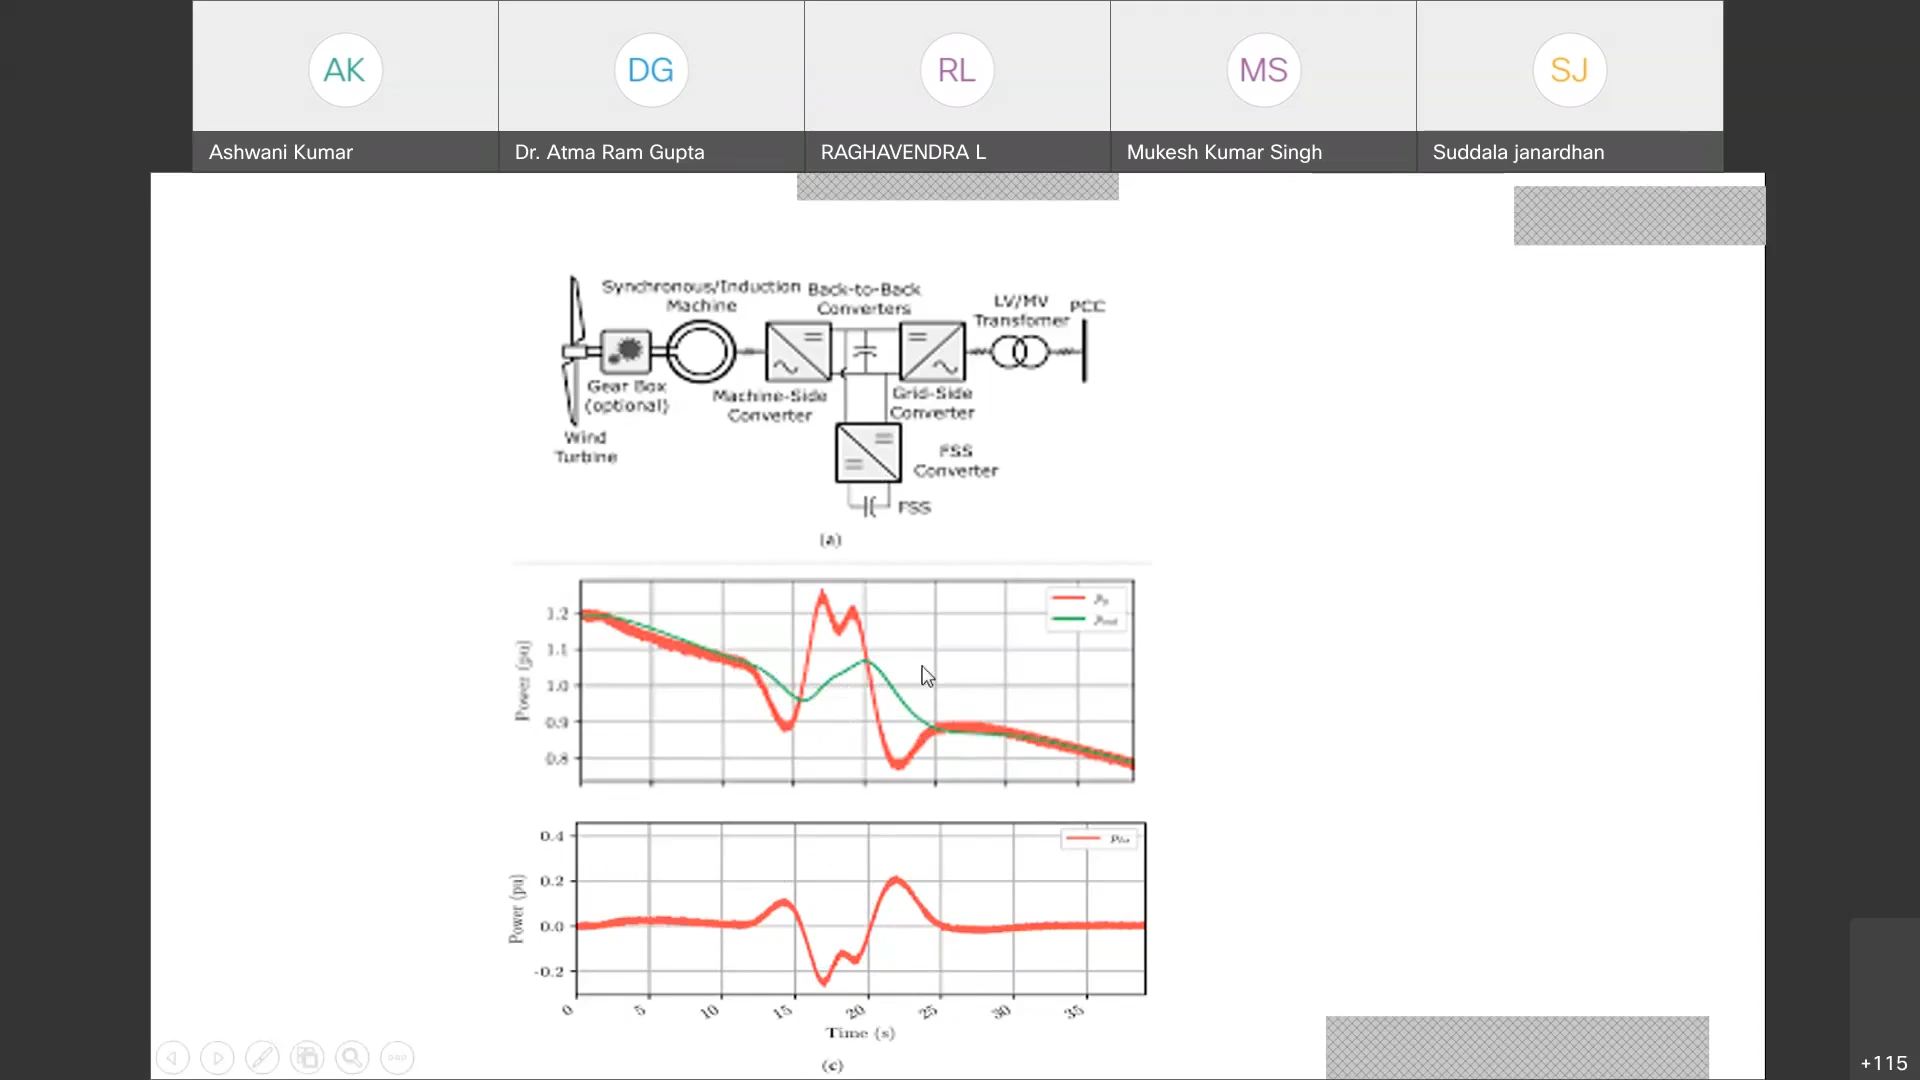 AK
DG
RL
MS
SJ
Ashwani Kumar
Dr. Atma Ram Gupta
RAGHAVENDRA L
Mukesh Kumar Singh
Suddala janardhan
Synchronous/Induction
Machine
Back-to-Back
Converters
LV/MV
Transfomer
PCC
Gear Box
(optional)
Machine-Side
Converter
Grid-Side
Converter
Wind
Turbine
FSS
Converter
FSS
(a)
1.2
1.1
1.0
0.9
0.8
Power (pu)
0.4
0.2
0.0
-0.2
Power (pu)
0
5
10
15
20
25
30
35
Time (s)
(c)
+115